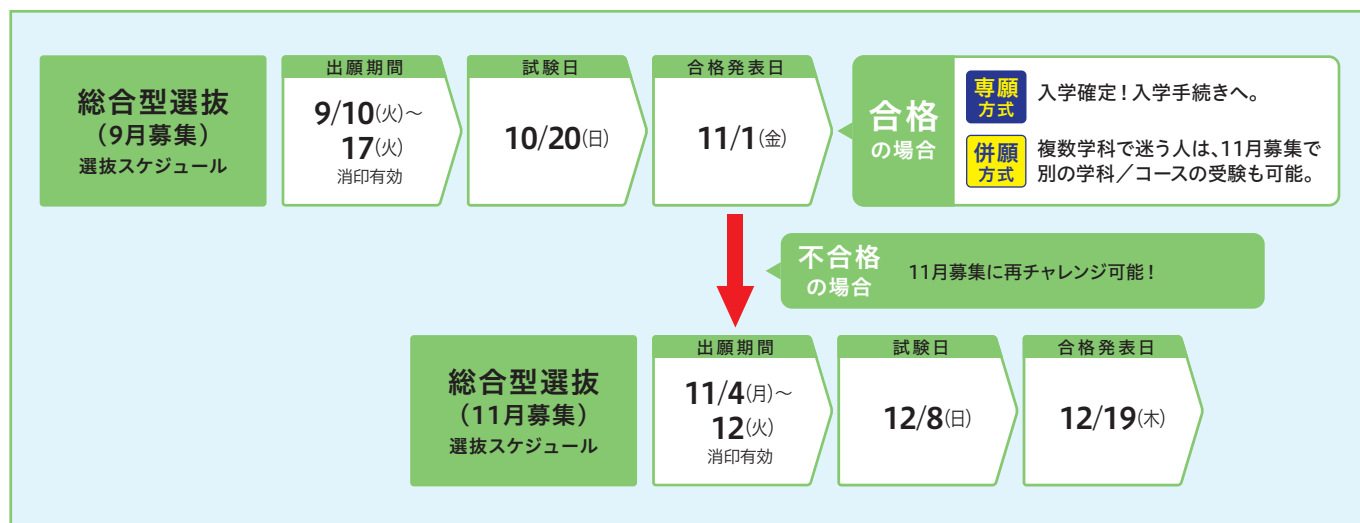 総合型選抜
（9月募集）
選抜スケジュール
出願期間
9/10(火)～
17(火)
消印有効
試験日
10/20(日)
合格発表日
11/1(金)
合格
の場合
専願
方式
入学確定！入学手続きへ。
併願
方式
複数学科で迷う人は、11月募集で
別の学科／コースの受験も可能。
不合格
の場合
11月募集に再チャレンジ可能！
総合型選抜
（11月募集）
選抜スケジュール
出願期間
11/4(月)～
12(火)
消印有効
試験日
12/8(日)
合格発表日
12/19(木)